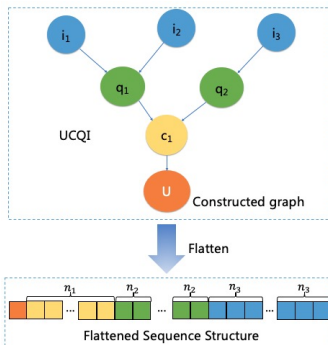 i₁ i₂ i₃
q₁ q₂
UCQI c₁
U
Constructed graph
Flatten
n₁ n₂ n₂ n₃ n₃
... ... ... ...
Flattened Sequence Structure